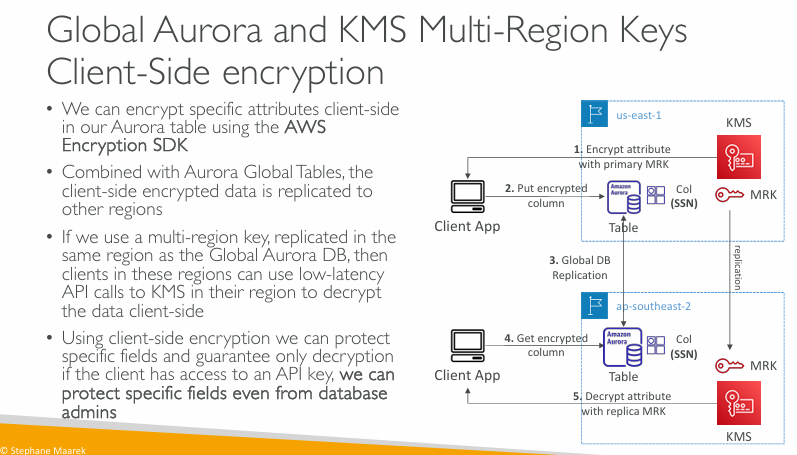 Global Aurora and KMS Multi-Region Keys
Client-Side encryption
• We can encrypt specific attributes client-side
in our Aurora table using the AWS
Encryption SDK
• Combined with Aurora Global Tables, the
client-side encrypted data is replicated to
other regions
• If we use a multi-region key, replicated in the
same region as the Global Aurora DB, then
clients in these regions can use low-latency
API calls to KMS in their region to decrypt
the data client-side
• Using client-side encryption we can protect
specific fields and guarantee only decryption
if the client has access to an API key, we can
protect specific fields even from database
admins
us-east-1
KMS
1. Encrypt attribute
with primary MRK
2. Put encrypted
column
Client App
Amazon
Aurora
Table
Col
(SSN)
MRK
3. Global DB
Replication
replication
ap-southeast-2
4. Get encrypted
column
Client App
Amazon
Aurora
Table
Col
(SSN)
MRK
5. Decrypt attribute
with replica MRK
KMS
© Stephane Maarek